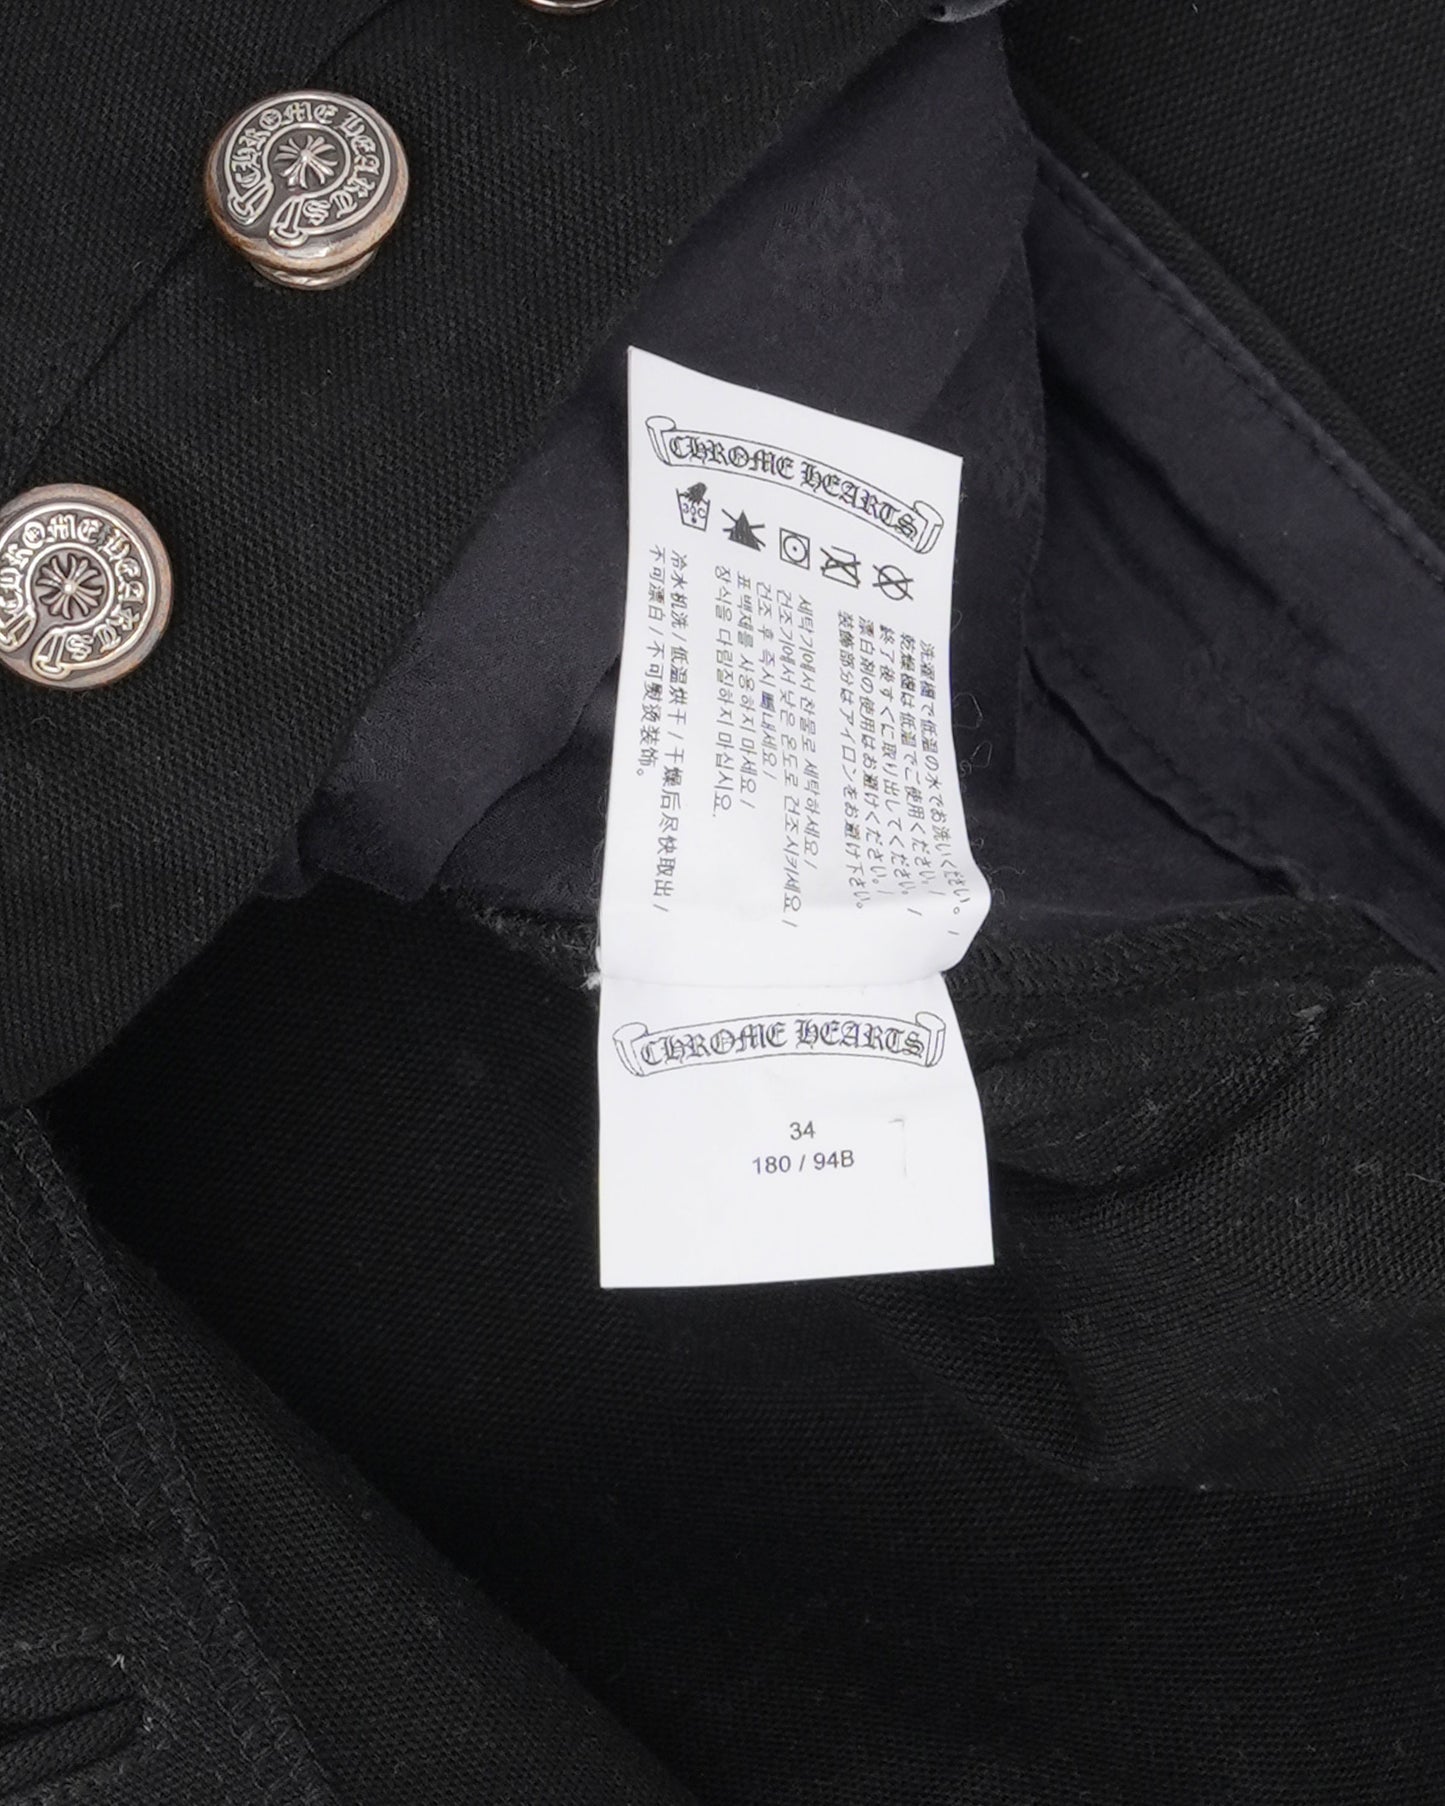 CHROME HEARTS
CHROME HEARTS
CHROME HEARTS
30C
洗濯機で低温の水でお洗いください。/
乾燥機は低温でご使用ください。/
終了後すぐに取り出してください。/
漂白剤の使用はお避けください。/
装飾部分はアイロンをお避け下さい。
세탁기에서 찬물로 세탁하세요 /
건조기에서 낮은 온도로 건조시키세요 /
건조 후 즉시 꺼내세요 /
표백제를 사용하지 마세요 /
장식을 다림질하지 마십시요.
冷水机洗 / 低温烘干 / 干燥后尽快取出 /
不可漂白 / 不可熨烫装饰。
CHROME HEARTS
34
180 / 94B